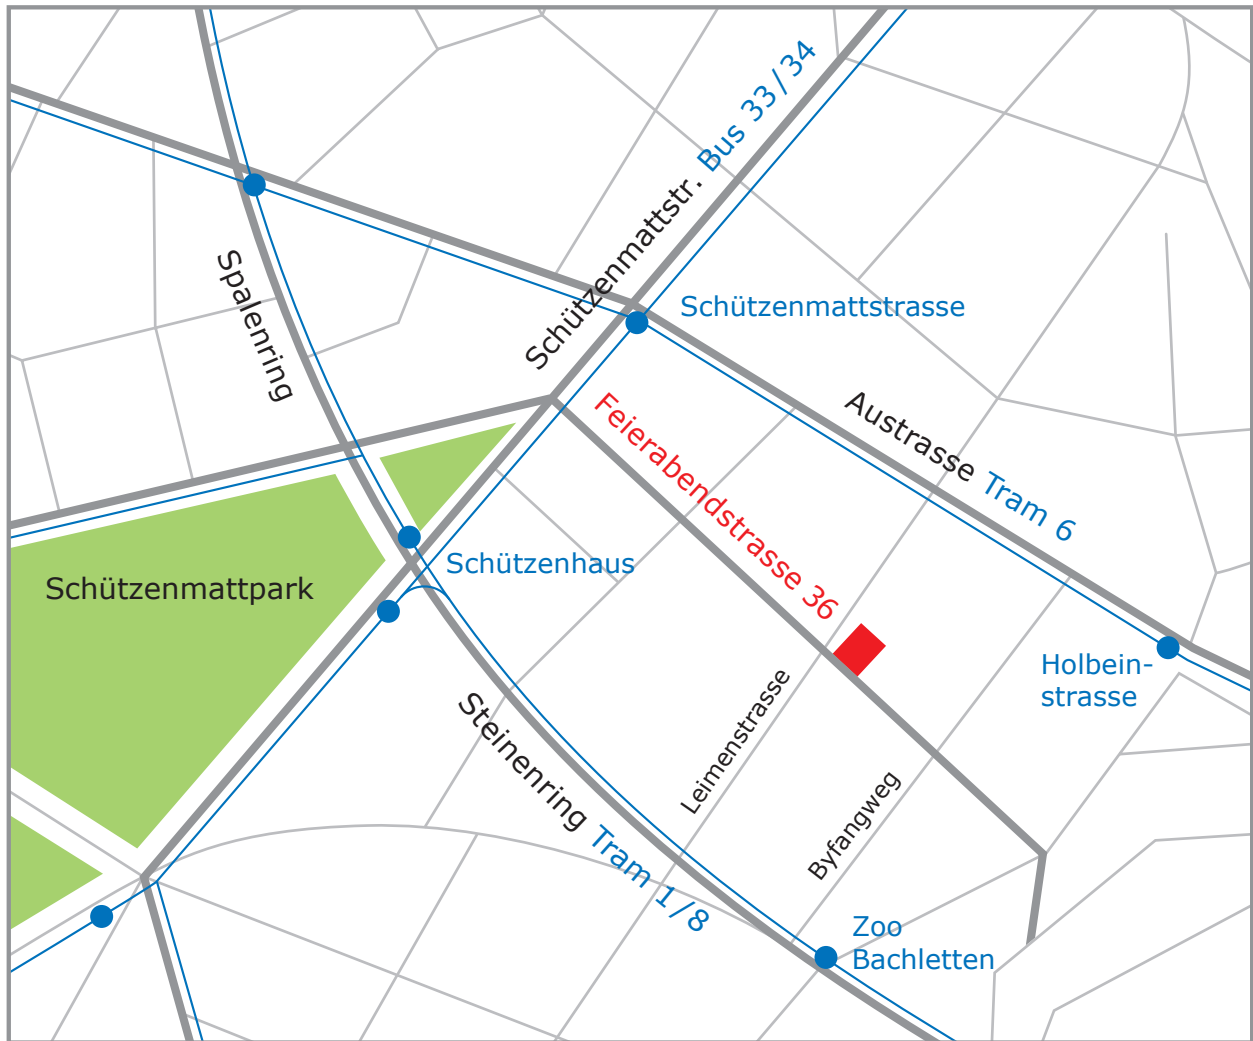 Schützenmattstr. Bus 33/34
Spalenring
Schützenmattstrasse
Feierabendstrasse 36
Austrasse Tram 6
Schützenhaus
Schützenmattpark
Holbein-
strasse
Leimenstrasse
Steinenring Tram 1/8
Byfangweg
Zoo
Bachletten